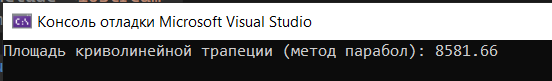 Консоль отладки Microsoft Visual Studio
Площадь криволинейной трапеции (метод парабол): 8581.66